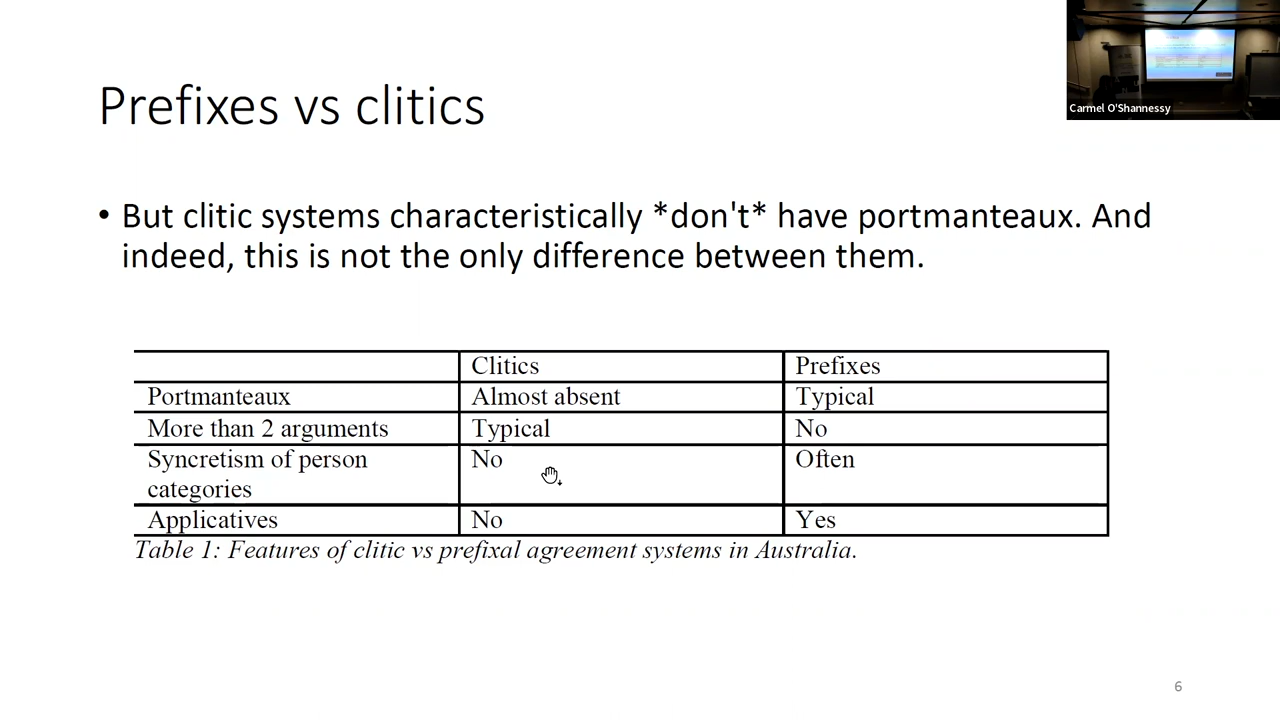 Carmel O'Shannessy
Prefixes vs clitics
• But clitic systems characteristically *don't* have portmanteaux. And
indeed, this is not the only difference between them.
Clitics Prefixes
Portmanteaux Almost absent Typical
More than 2 arguments Typical No
Syncretism of person No Often
categories
Applicatives No Yes
Table 1: Features of clitic vs prefixal agreement systems in Australia.
6